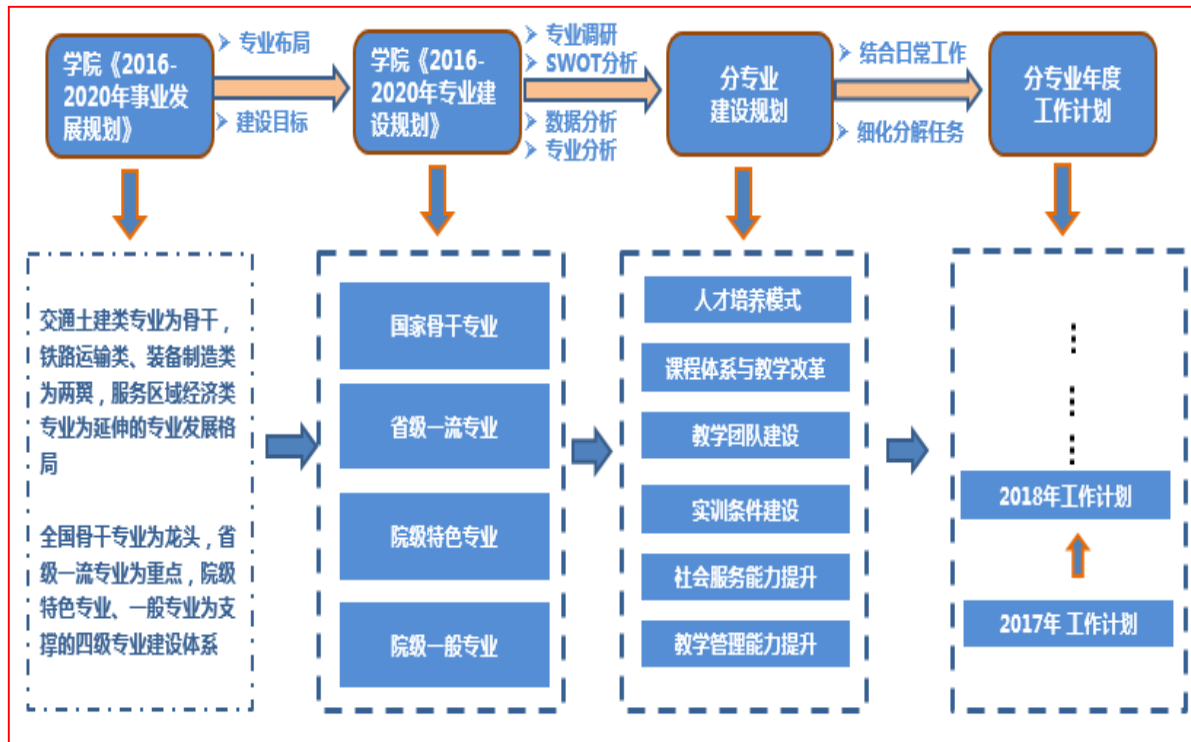 学院《2016-
2020年事业发
展规划》
专业布局
建设目标
学院《2016-
2020年专业建
设规划》
专业调研
SWOT分析
数据分析
专业分析
分专业
建设规划
结合日常工作
细化分解任务
分专业年度
工作计划
交通土建类专业为骨干，
铁路运输类、装备制造类
为两翼，服务区域经济类
专业为延伸的专业发展格
局
全国骨干专业为龙头，省
级一流专业为重点，院级
特色专业、一般专业为支
撑的四级专业建设体系
国家骨干专业
省级一流专业
院级特色专业
院级一般专业
人才培养模式
课程体系与教学改革
教学团队建设
实训条件建设
社会服务能力提升
教学管理能力提升
2018年工作计划
2017年 工作计划